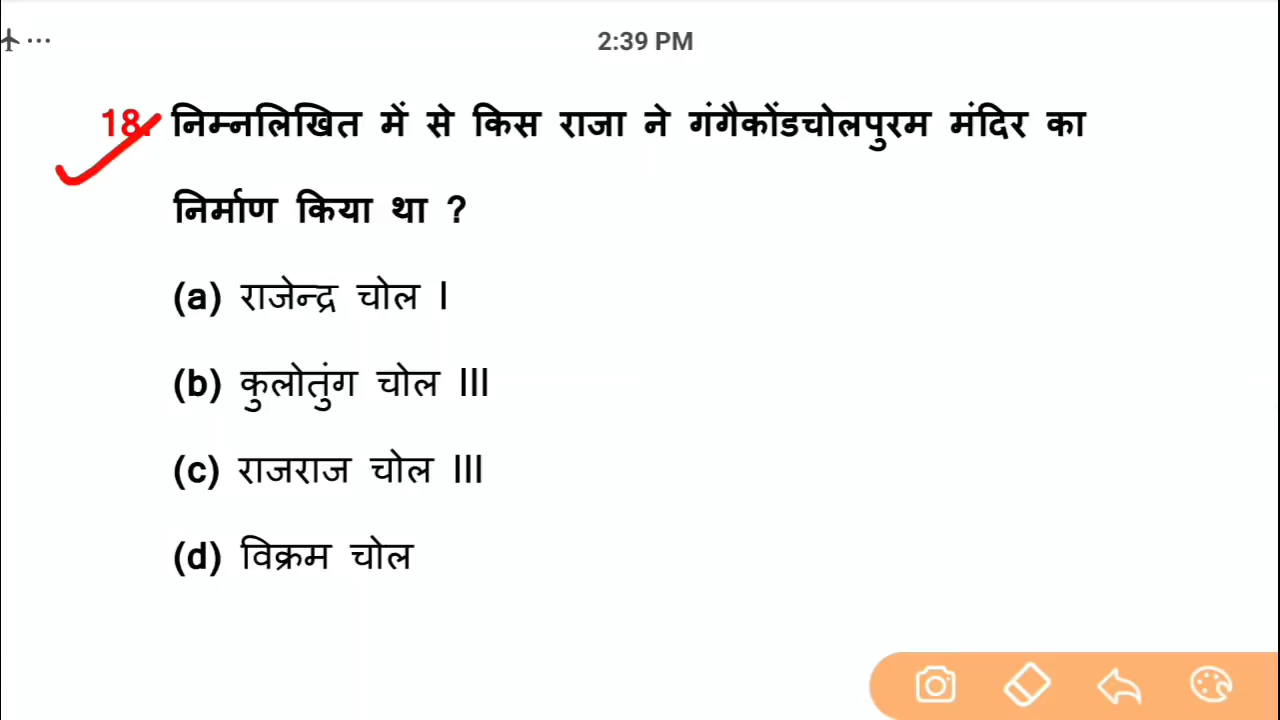 2:39 PM
18. निम्नलिखित में से किस राजा ने गंगैकोंडचोलपुरम मंदिर का
निर्माण किया था ?
(a) राजेन्द्र चोल I
(b) कुलोतुंग चोल III
(c) राजराज चोल III
(d) विक्रम चोल